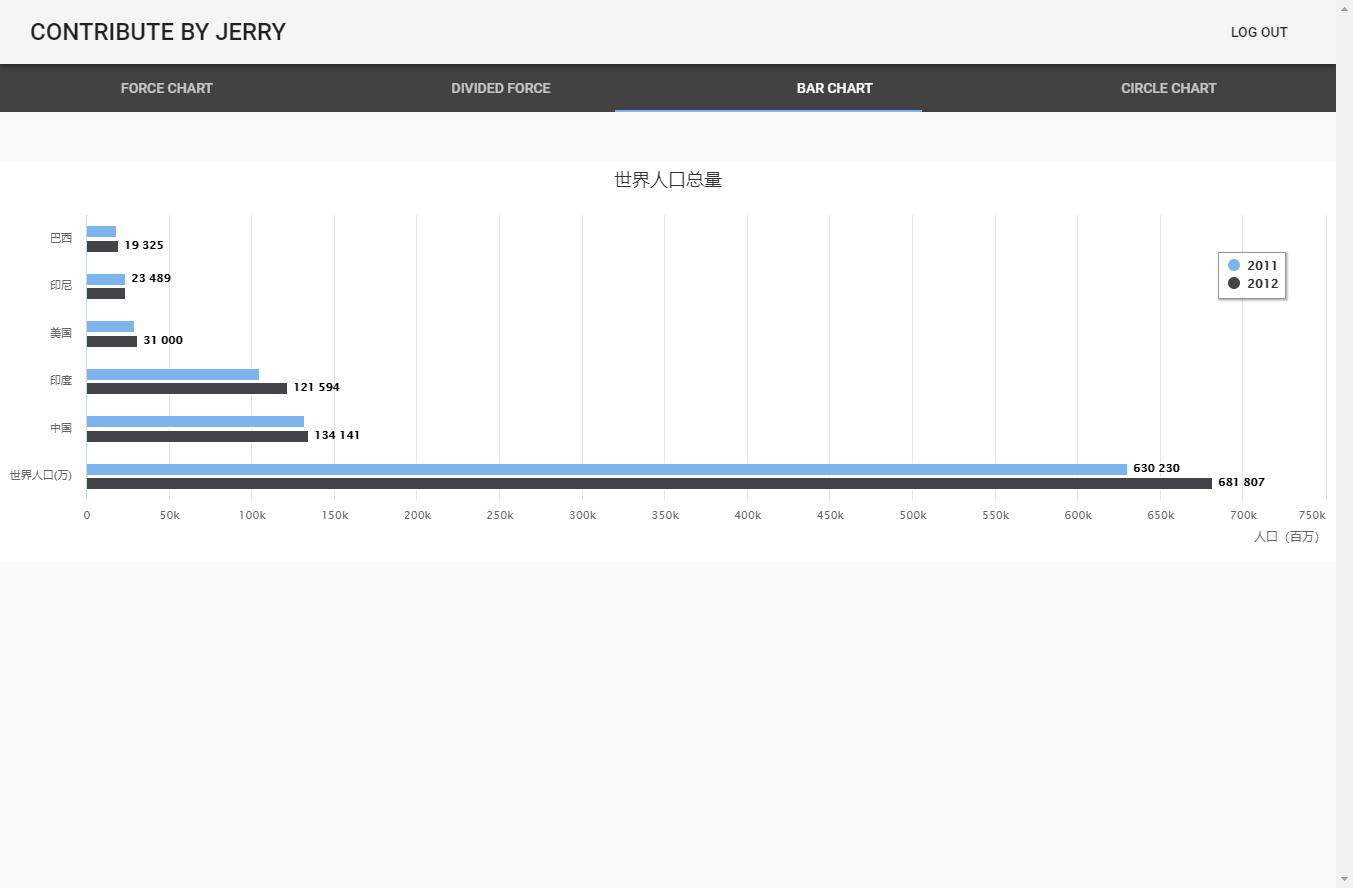 CONTRIBUTE BY JERRY
LOG OUT
FORCE CHART
DIVIDED FORCE
BAR CHART
CIRCLE CHART
世界人口总量
巴西
19 325
印尼
23 489
2011
2012
美国
31 000
印度
121 594
中国
134 141
世界人口(万)
630 230
681 807
0 50k 100k 150k 200k 250k 300k 350k 400k 450k 500k 550k 600k 650k 700k 750k
人口（百万）